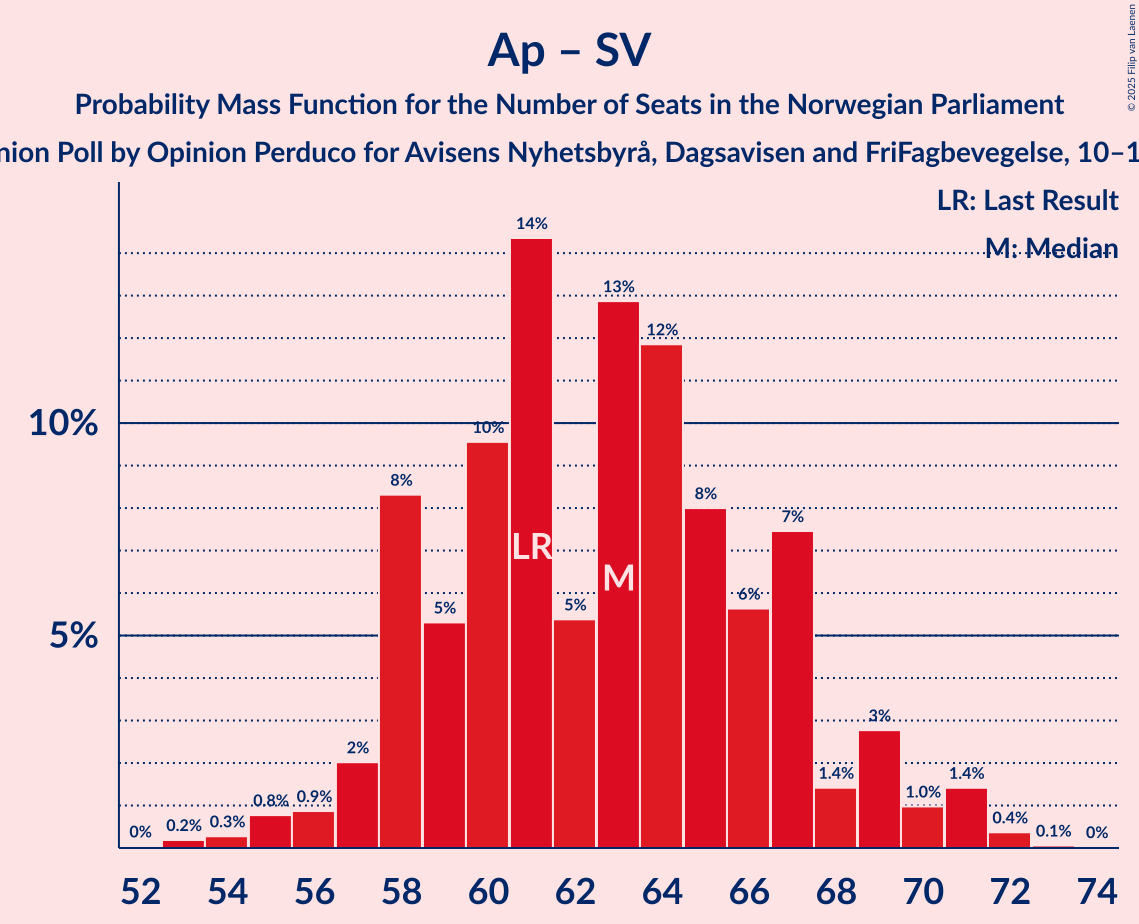 Ap – SV
Probability Mass Function for the Number of Seats in the Norwegian Parliament
Poll by Opinion Perduco for Avisens Nyhetsbyrå, Dagsavisen and FriFagbevegelse,
© 2025 Filip van Laenen
LR: Last Result
M: Median
10%
5%
0%
0.2%
0.3%
0.8%
0.9%
2%
8%
5%
10%
14%
5%
13%
12%
8%
6%
7%
1.4%
3%
1.0%
1.4%
0.4%
0.1%
0%
LR
M
52 54 56 58 60 62 64 66 68 70 72 74